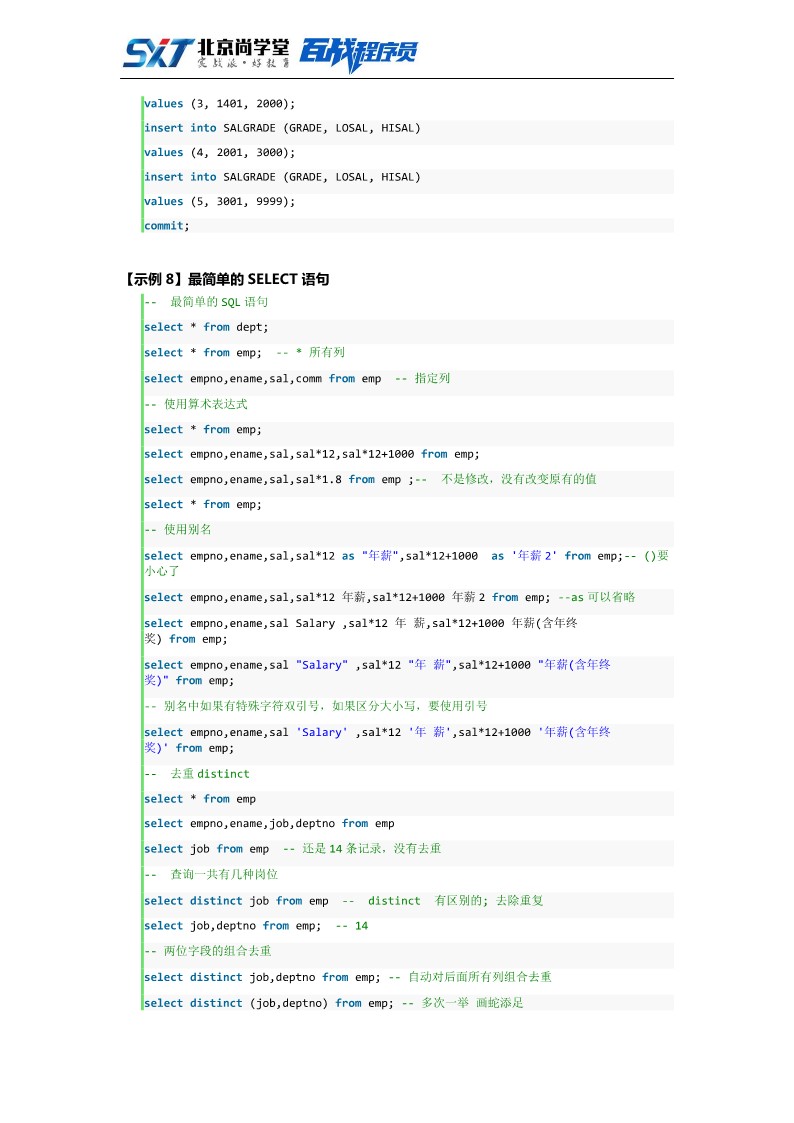 SXT 北京尚学堂 百战程序员
实战派·好教育
values (3, 1401, 2000);
insert into SALGRADE (GRADE, LOSAL, HISAL)
values (4, 2001, 3000);
insert into SALGRADE (GRADE, LOSAL, HISAL)
values (5, 3001, 9999);
commit;
【示例 8】最简单的 SELECT 语句
--  最简单的 SQL 语句
select * from dept;
select * from emp;  -- * 所有列
select empno,ename,sal,comm from emp  -- 指定列
-- 使用算术表达式
select * from emp;
select empno,ename,sal,sal*12,sal*12+1000 from emp;
select empno,ename,sal,sal*1.8 from emp ;--  不是修改，没有改变原有的值
select * from emp;
-- 使用别名
select empno,ename,sal,sal*12 as "年薪",sal*12+1000  as '年薪 2' from emp;-- ()要
小心了
select empno,ename,sal,sal*12 年薪,sal*12+1000 年薪 2 from emp; --as 可以省略
select empno,ename,sal Salary ,sal*12 年 薪,sal*12+1000 年薪(含年终
奖) from emp;
select empno,ename,sal "Salary" ,sal*12 "年 薪",sal*12+1000 "年薪(含年终
奖)" from emp;
-- 别名中如果有特殊字符双引号，如果区分大小写，要使用引号
select empno,ename,sal 'Salary' ,sal*12 '年 薪',sal*12+1000 '年薪(含年终
奖)' from emp;
--  去重 distinct
select * from emp
select empno,ename,job,deptno from emp
select job from emp  -- 还是 14 条记录，没有去重
--  查询一共有几种岗位
select distinct job from emp  --  distinct  有区别的；去除重复
select job,deptno from emp;  -- 14
-- 两位字段的组合去重
select distinct job,deptno from emp; -- 自动对后面所有列组合去重
select distinct (job,deptno) from emp; -- 多次一举 画蛇添足